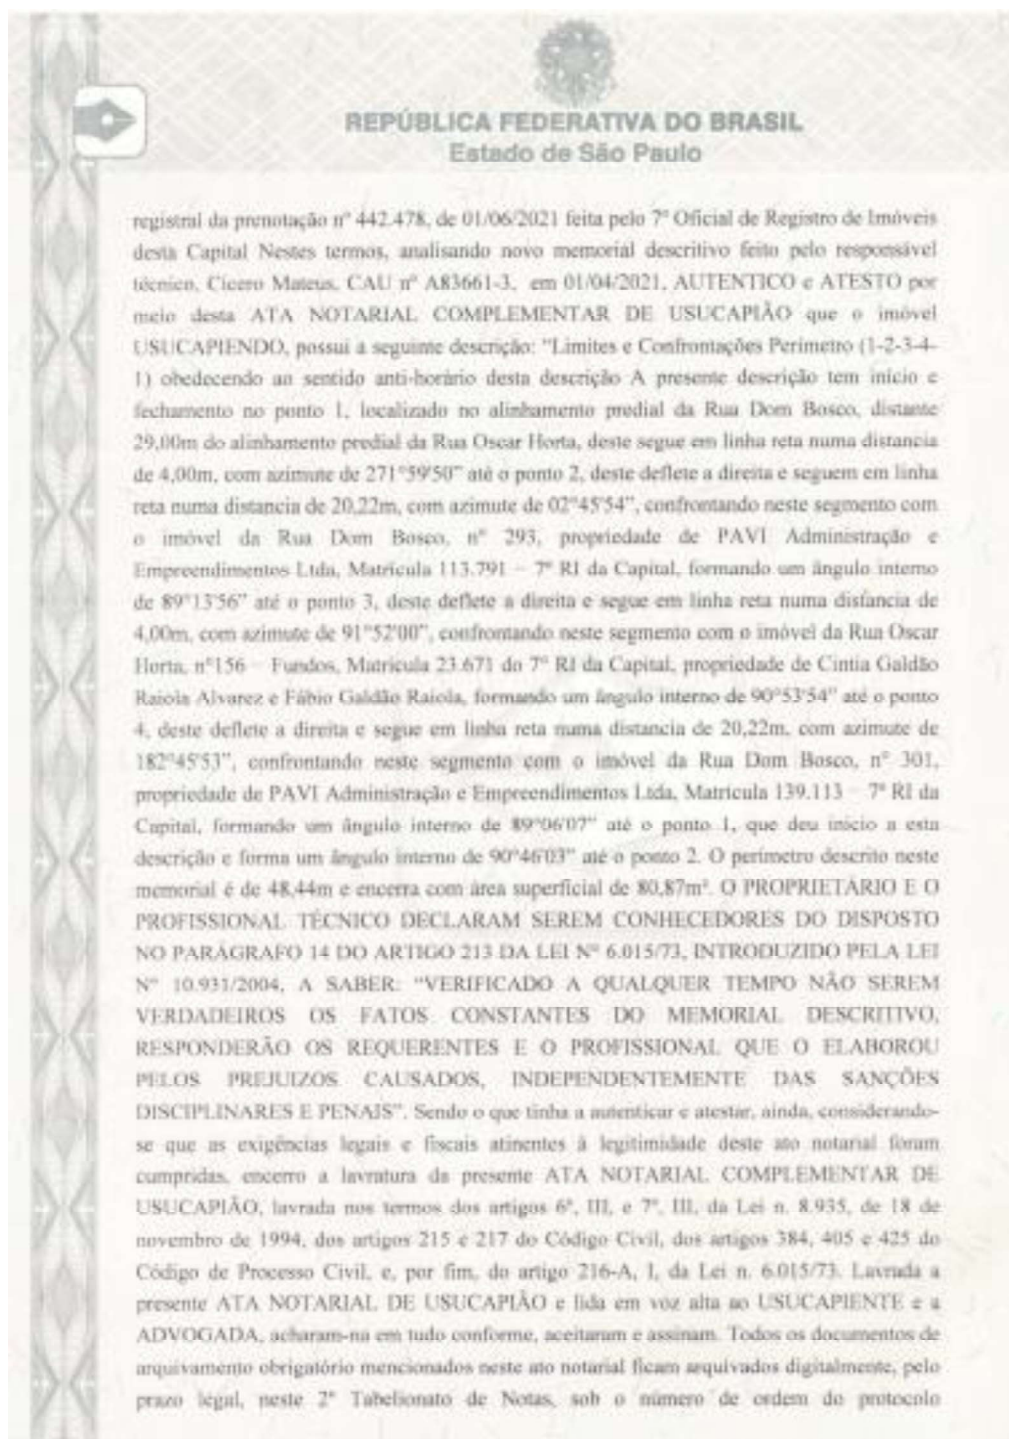 REPÚBLICA FEDERATIVA DO BRASIL
Estado de São Paulo
registral da prenotação nº 442.478, de 01/06/2021 feita pelo 7º Oficial de Registro de Imóveis
desta Capital Nestes termos, analisando novo memorial descritivo feito pelo responsável
técnico, Cícero Mateus, CAU nº A83661-3, em 01/04/2021, AUTENTICO e ATESTO por
meio desta ATA NOTARIAL COMPLEMENTAR DE USUCAPIÃO que o imóvel
USUCAPIENDO, possui a seguinte descrição: "Limites e Confrontações Perímetro (1-2-3-4-
1) obedecendo ao sentido anti-horário desta descrição A presente descrição tem início e
fechamento no ponto 1, localizado no alinhamento predial da Rua Dom Bosco, distante
29,00m do alinhamento predial da Rua Oscar Horta, deste segue em linha reta numa distancia
de 4,00m, com azimute de 271°59'50" até o ponto 2, deste deflete a direita e seguem em linha
reta numa distancia de 20,22m, com azimute de 02°45'54", confrontando neste segmento com
o imóvel da Rua Dom Bosco, nº 293, propriedade de PAVI Administração e
Empreendimentos Ltda, Matrícula 113.791 – 7º RI da Capital, formando um ângulo interno
de 89°13'56" até o ponto 3, deste deflete a direita e segue em linha reta numa distancia de
4,00m, com azimute de 91°52'00", confrontando neste segmento com o imóvel da Rua Oscar
Horta, nº156 – Fundos, Matrícula 23.671 do 7º RI da Capital, propriedade de Cintia Galdão
Raiola Alvarez e Fábio Galdão Raiola, formando um ângulo interno de 90°53'54" até o ponto
4, deste deflete a direita e segue em linha reta numa distancia de 20,22m, com azimute de
182°45'53", confrontando neste segmento com o imóvel da Rua Dom Bosco, nº 301,
propriedade de PAVI Administração e Empreendimentos Ltda, Matrícula 139.113 – 7º RI da
Capital, formando um ângulo interno de 89°06'07" até o ponto 1, que deu início a esta
descrição e forma um ângulo interno de 90°46'03" até o ponto 2. O perímetro descrito neste
memorial é de 48,44m e encerra com área superficial de 80,87m². O PROPRIETÁRIO E O
PROFISSIONAL TÉCNICO DECLARAM SEREM CONHECEDORES DO DISPOSTO
NO PARÁGRAFO 14 DO ARTIGO 213 DA LEI Nº 6.015/73, INTRODUZIDO PELA LEI
Nº 10.931/2004, A SABER: "VERIFICADO A QUALQUER TEMPO NÃO SEREM
VERDADEIROS OS FATOS CONSTANTES DO MEMORIAL DESCRITIVO,
RESPONDERÃO OS REQUERENTES E O PROFISSIONAL QUE O ELABOROU
PELOS PREJUIZOS CAUSADOS, INDEPENDENTEMENTE DAS SANÇÕES
DISCIPLINARES E PENAIS". Sendo o que tinha a autenticar e atestar, ainda, considerando-
se que as exigências legais e fiscais atinentes à legitimidade deste ato notarial foram
cumpridas, encerro a lavratura da presente ATA NOTARIAL COMPLEMENTAR DE
USUCAPIÃO, lavrada nos termos dos artigos 6º, III, e 7º, III, da Lei n. 8.935, de 18 de
novembro de 1994, dos artigos 215 e 217 do Código Civil, dos artigos 384, 405 e 425 do
Código de Processo Civil, e, por fim, do artigo 216-A, I, da Lei n. 6.015/73. Lavrada a
presente ATA NOTARIAL DE USUCAPIÃO e lida em voz alta ao USUCAPIENTE e a
ADVOGADA, acharam-na em tudo conforme, aceitaram e assinam. Todos os documentos de
arquivamento obrigatório mencionados neste ato notarial ficam arquivados digitalmente, pelo
prazo legal, neste 2º Tabelionato de Notas, sob o número de ordem do protocolo